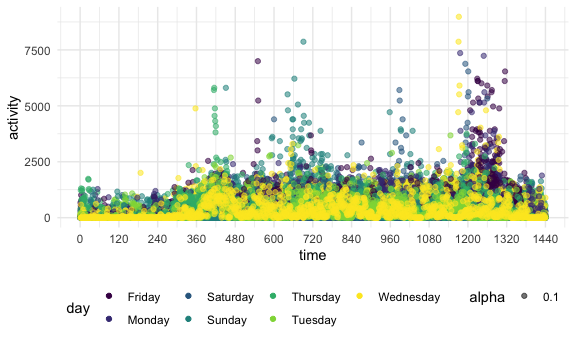 7500
5000
2500
0
activity
0 120 240 360 480 600 720 840 960 1080 1200 1320 1440
time
day
Friday Saturday Thursday Wednesday
Monday Sunday Tuesday
alpha 0.1